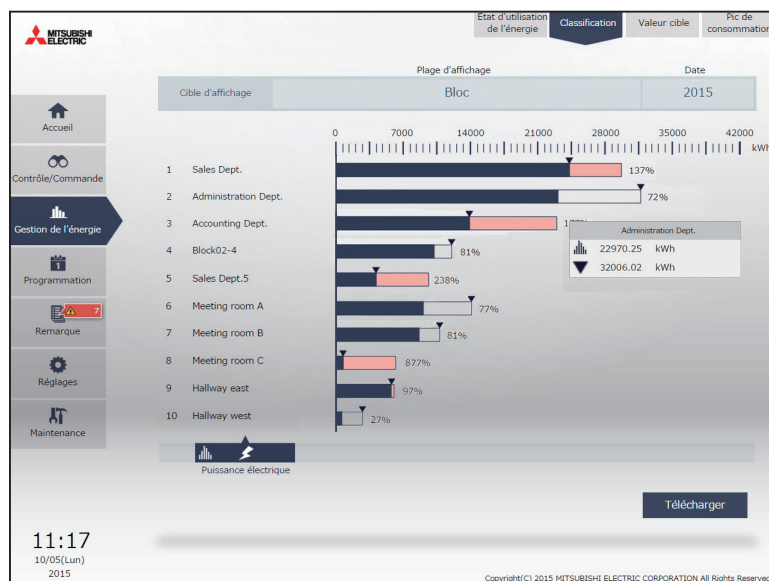 MITSUBISHI
ELECTRIC
État d'utilisation
de l'énergie
Classification
Valeur cible
Pic de
consommation
Plage d'affichage
Date
Cible d'affichage
Bloc
2015
Accueil
Contrôle/Commande
Gestion de l'énergie
Programmation
7
Remarque
Réglages
Maintenance
0 7000 14000 21000 28000 35000 42000
kWh
1 Sales Dept. 137%
2 Administration Dept. 72%
3 Accounting Dept.
4 Block02-4 81%
5 Sales Dept.5 238%
6 Meeting room A 77%
7 Meeting room B 81%
8 Meeting room C 877%
9 Hallway east 97%
10 Hallway west 27%
Administration Dept.
22970.25 kWh
32006.02 kWh
Puissance électrique
Télécharger
11:17
10/05(Lun)
2015
Copyright(C) 2015 MITSUBISHI ELECTRIC CORPORATION All Rights Reserved